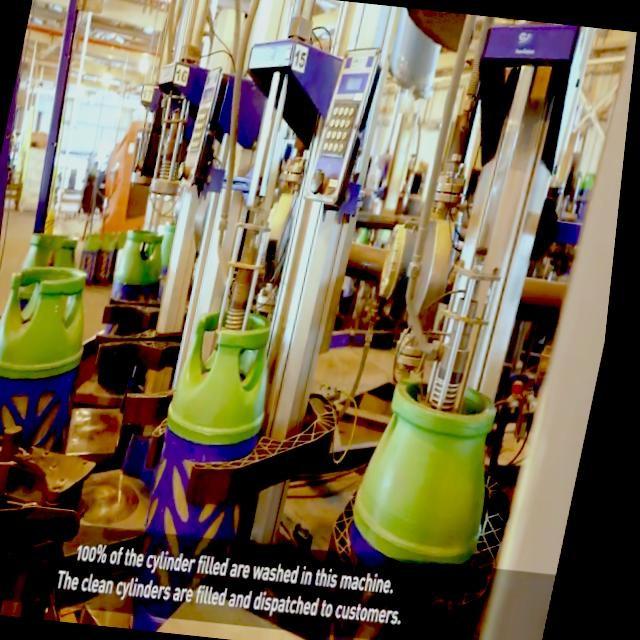 15
15
100% of the cylinder filled are washed in this machine.
The clean cylinders are filled and dispatched to customers.